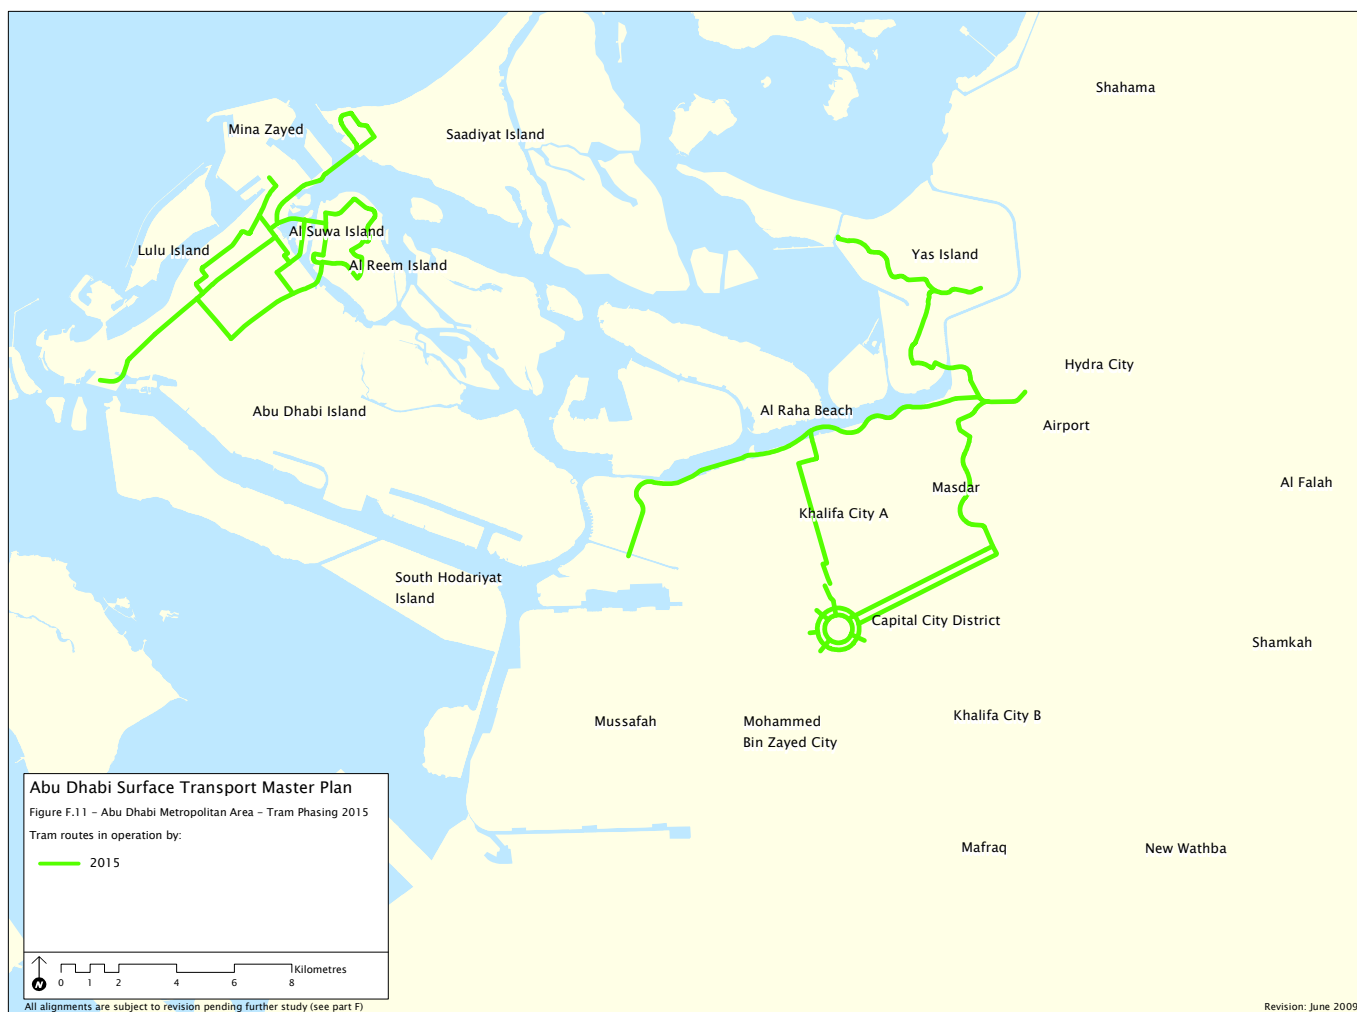 Shahama
Mina Zayed
Saadiyat Island
Al Suwa Island
Lulu Island
Yas Island
Al Reem Island
Hydra City
Abu Dhabi Island
Al Raha Beach
Airport
Al Falah
Masdar
Khalifa City A
South Hodariyat
Island
Capital City District
Shamkah
Khalifa City B
Mussafah
Mohammed
Bin Zayed City
Mafraq
New Wathba
Abu Dhabi Surface Transport Master Plan
Figure F.11 – Abu Dhabi Metropolitan Area – Tram Phasing 2015
Tram routes in operation by:
2015
Kilometres
N 0 1 2 4 6 8
All alignments are subject to revision pending further study (see part F)
Revision: June 2009